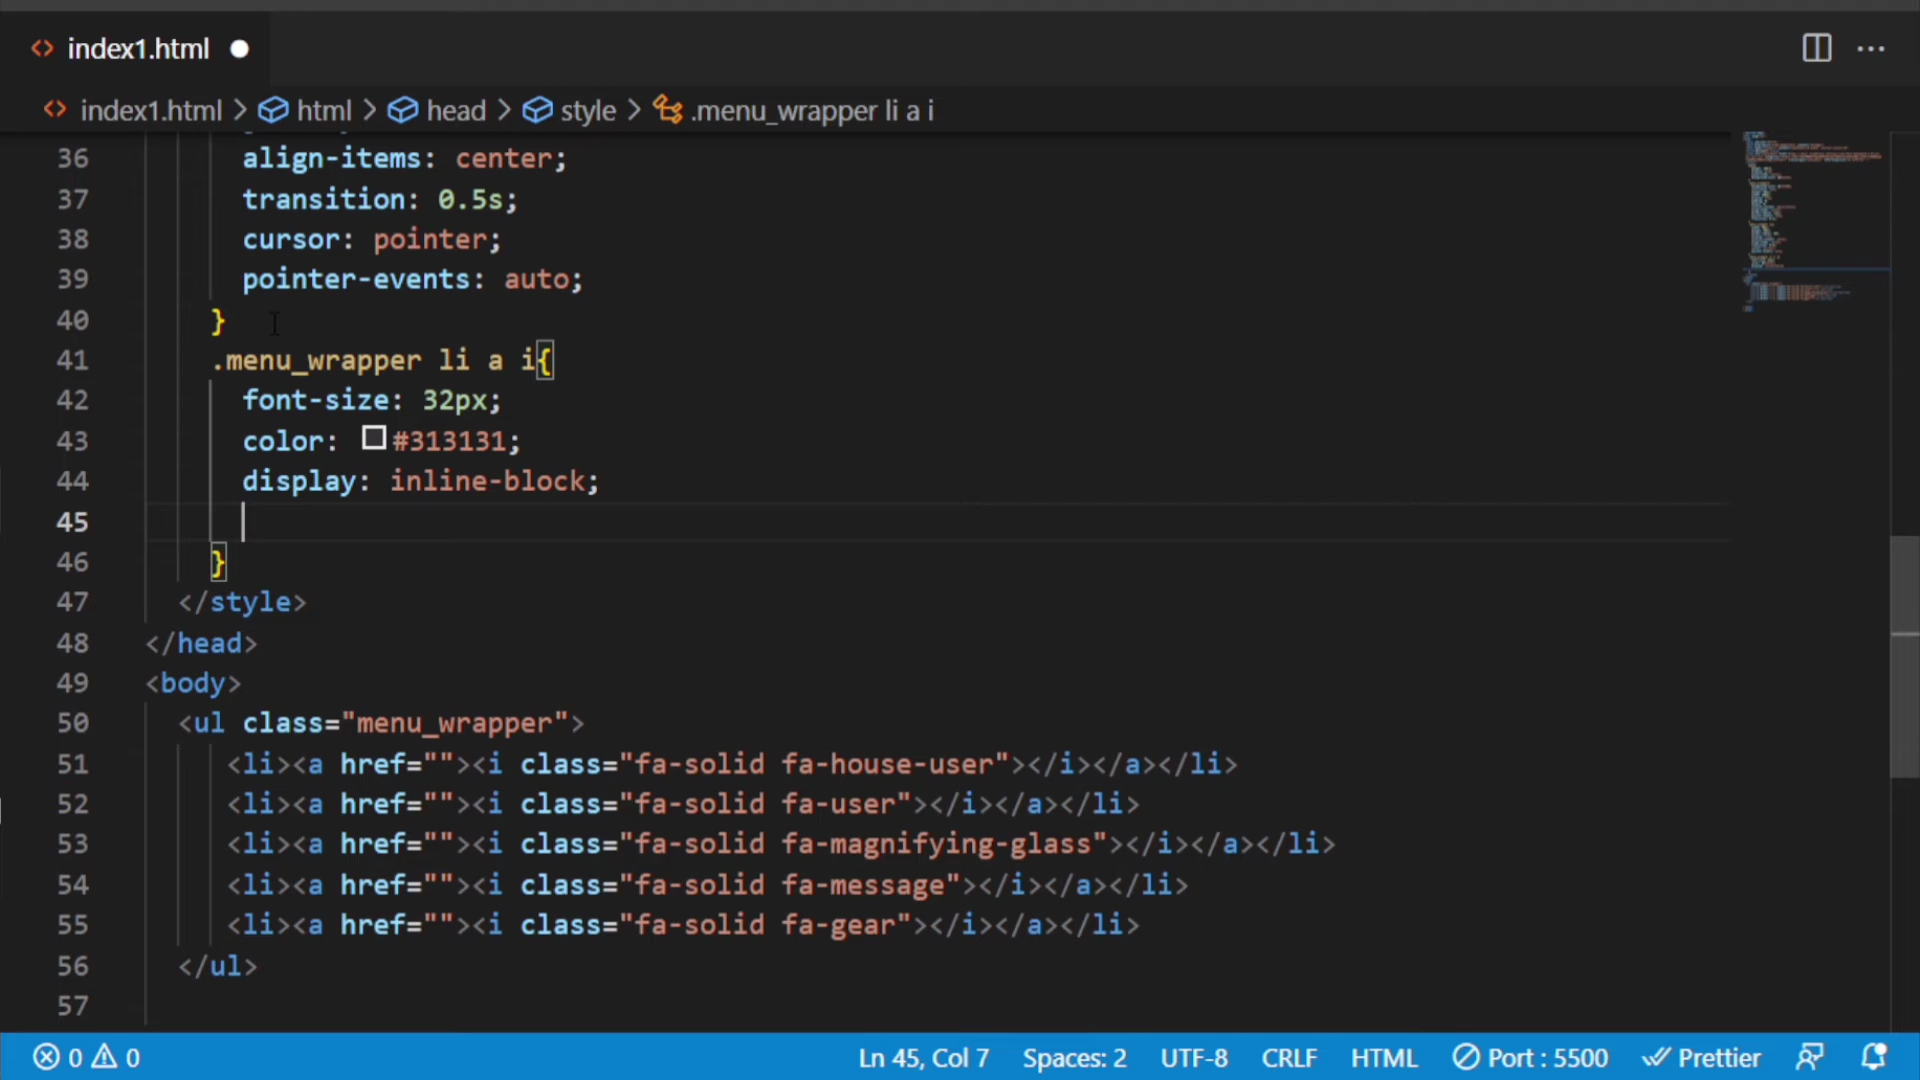 index1.html
index1.html > html > head > style > .menu_wrapper li a i
36 align-items: center;
37 transition: 0.5s;
38 cursor: pointer;
39 pointer-events: auto;
40 }
41 .menu_wrapper li a i{
42 font-size: 32px;
43 color: #313131;
44 display: inline-block;
45
46 }
47 </style>
48 </head>
49 <body>
50 <ul class="menu_wrapper">
51 <li><a href=""><i class="fa-solid fa-house-user"></i></a></li>
52 <li><a href=""><i class="fa-solid fa-user"></i></a></li>
53 <li><a href=""><i class="fa-solid fa-magnifying-glass"></i></a></li>
54 <li><a href=""><i class="fa-solid fa-message"></i></a></li>
55 <li><a href=""><i class="fa-solid fa-gear"></i></a></li>
56 </ul>
57
0 0 Ln 45, Col 7 Spaces: 2 UTF-8 CRLF HTML Port : 5500 Prettier